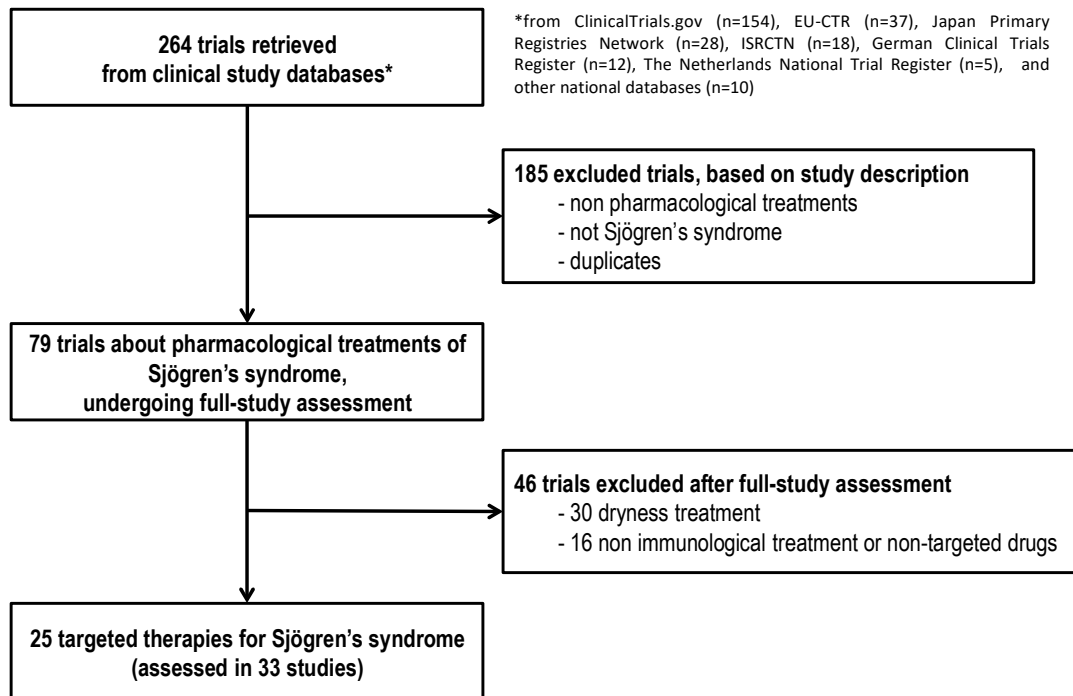 264 trials retrieved
from clinical study databases*
*from ClinicalTrials.gov (n=154), EU-CTR (n=37), Japan Primary
Registries Network (n=28), ISRCTN (n=18), German Clinical Trials
Register (n=12), The Netherlands National Trial Register (n=5), and
other national databases (n=10)
185 excluded trials, based on study description
- non pharmacological treatments
- not Sjögren's syndrome
- duplicates
79 trials about pharmacological treatments of
Sjögren's syndrome,
undergoing full-study assessment
46 trials excluded after full-study assessment
- 30 dryness treatment
- 16 non immunological treatment or non-targeted drugs
25 targeted therapies for Sjögren's syndrome
(assessed in 33 studies)